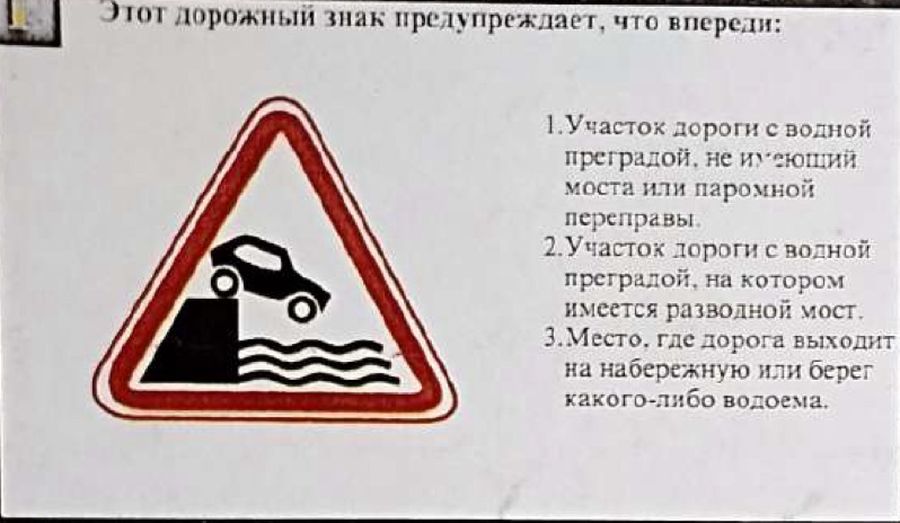 Этот дорожный знак предупреждает, что впереди:
1.Участок дороги с водной
преградой, не имеющий
моста или паромной
переправы.
2.Участок дороги с водной
преградой, на котором
имеется разводной мост.
3.Место, где дорога выходит
на набережную или берег
какого-либо водоема.